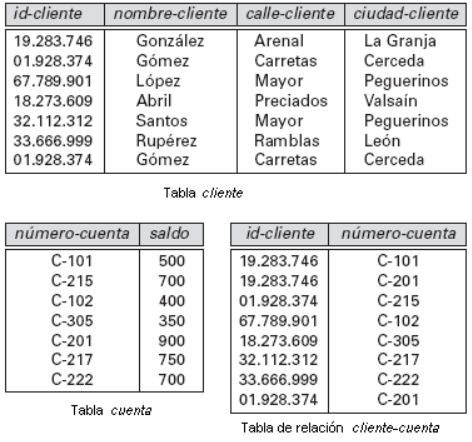 id-cliente nombre-cliente calle-cliente ciudad-cliente
19.283.746 González Arenal La Granja
01.928.374 Gómez Carretas Cerceda
67.789.901 López Mayor Peguerinos
18.273.609 Abril Preciados Valsaín
32.112.312 Santos Mayor Peguerinos
33.666.999 Rupérez Ramblas León
01.928.374 Gómez Carretas Cerceda
Tabla cliente
número-cuenta saldo
C-101 500
C-215 700
C-102 400
C-305 350
C-201 900
C-217 750
C-222 700
Tabla cuenta
id-cliente número-cuenta
19.283.746 C-101
19.283.746 C-201
01.928.374 C-215
67.789.901 C-102
18.273.609 C-305
32.112.312 C-217
33.666.999 C-222
01.928.374 C-201
Tabla de relación cliente-cuenta